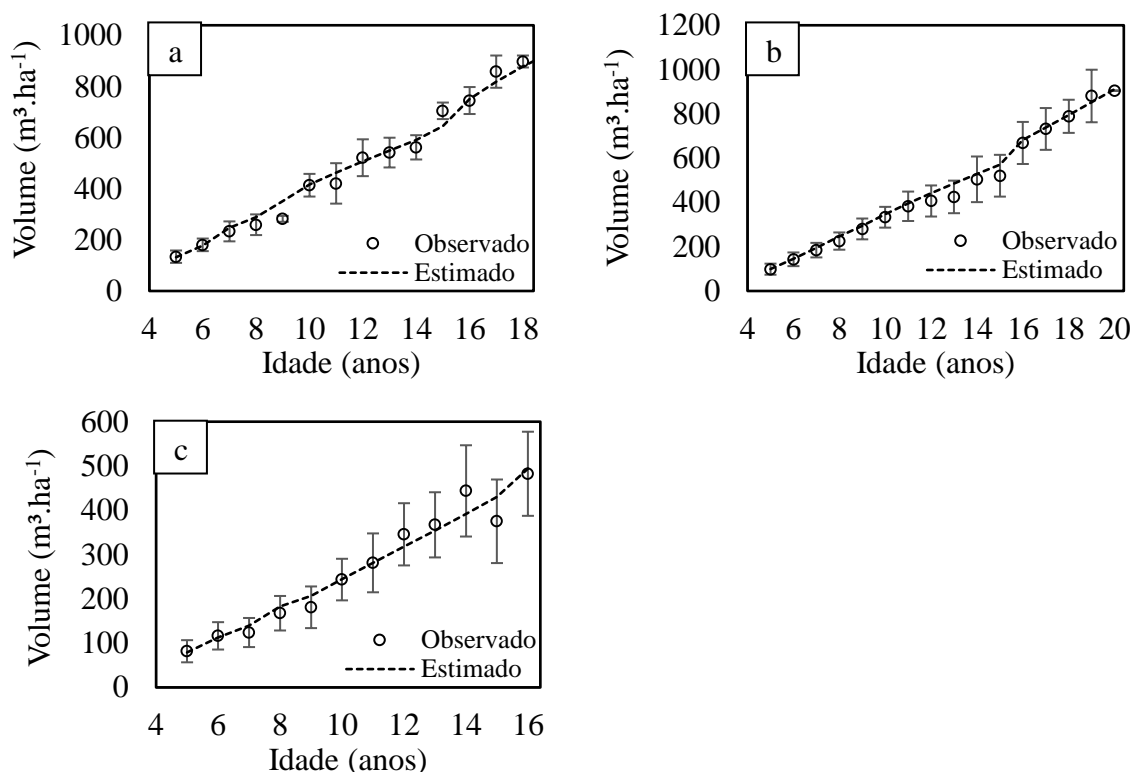 a
Volume (m³.ha⁻¹)
1000
800
600
400
200
0
Observado
Estimado
4 6 8 10 12 14 16 18
Idade (anos)
b
Volume (m³.ha⁻¹)
1200
1000
800
600
400
200
0
Observado
Estimado
4 6 8 10 12 14 16 18 20
Idade (anos)
c
Volume (m³.ha⁻¹)
600
500
400
300
200
100
0
Observado
Estimado
4 6 8 10 12 14 16
Idade (anos)